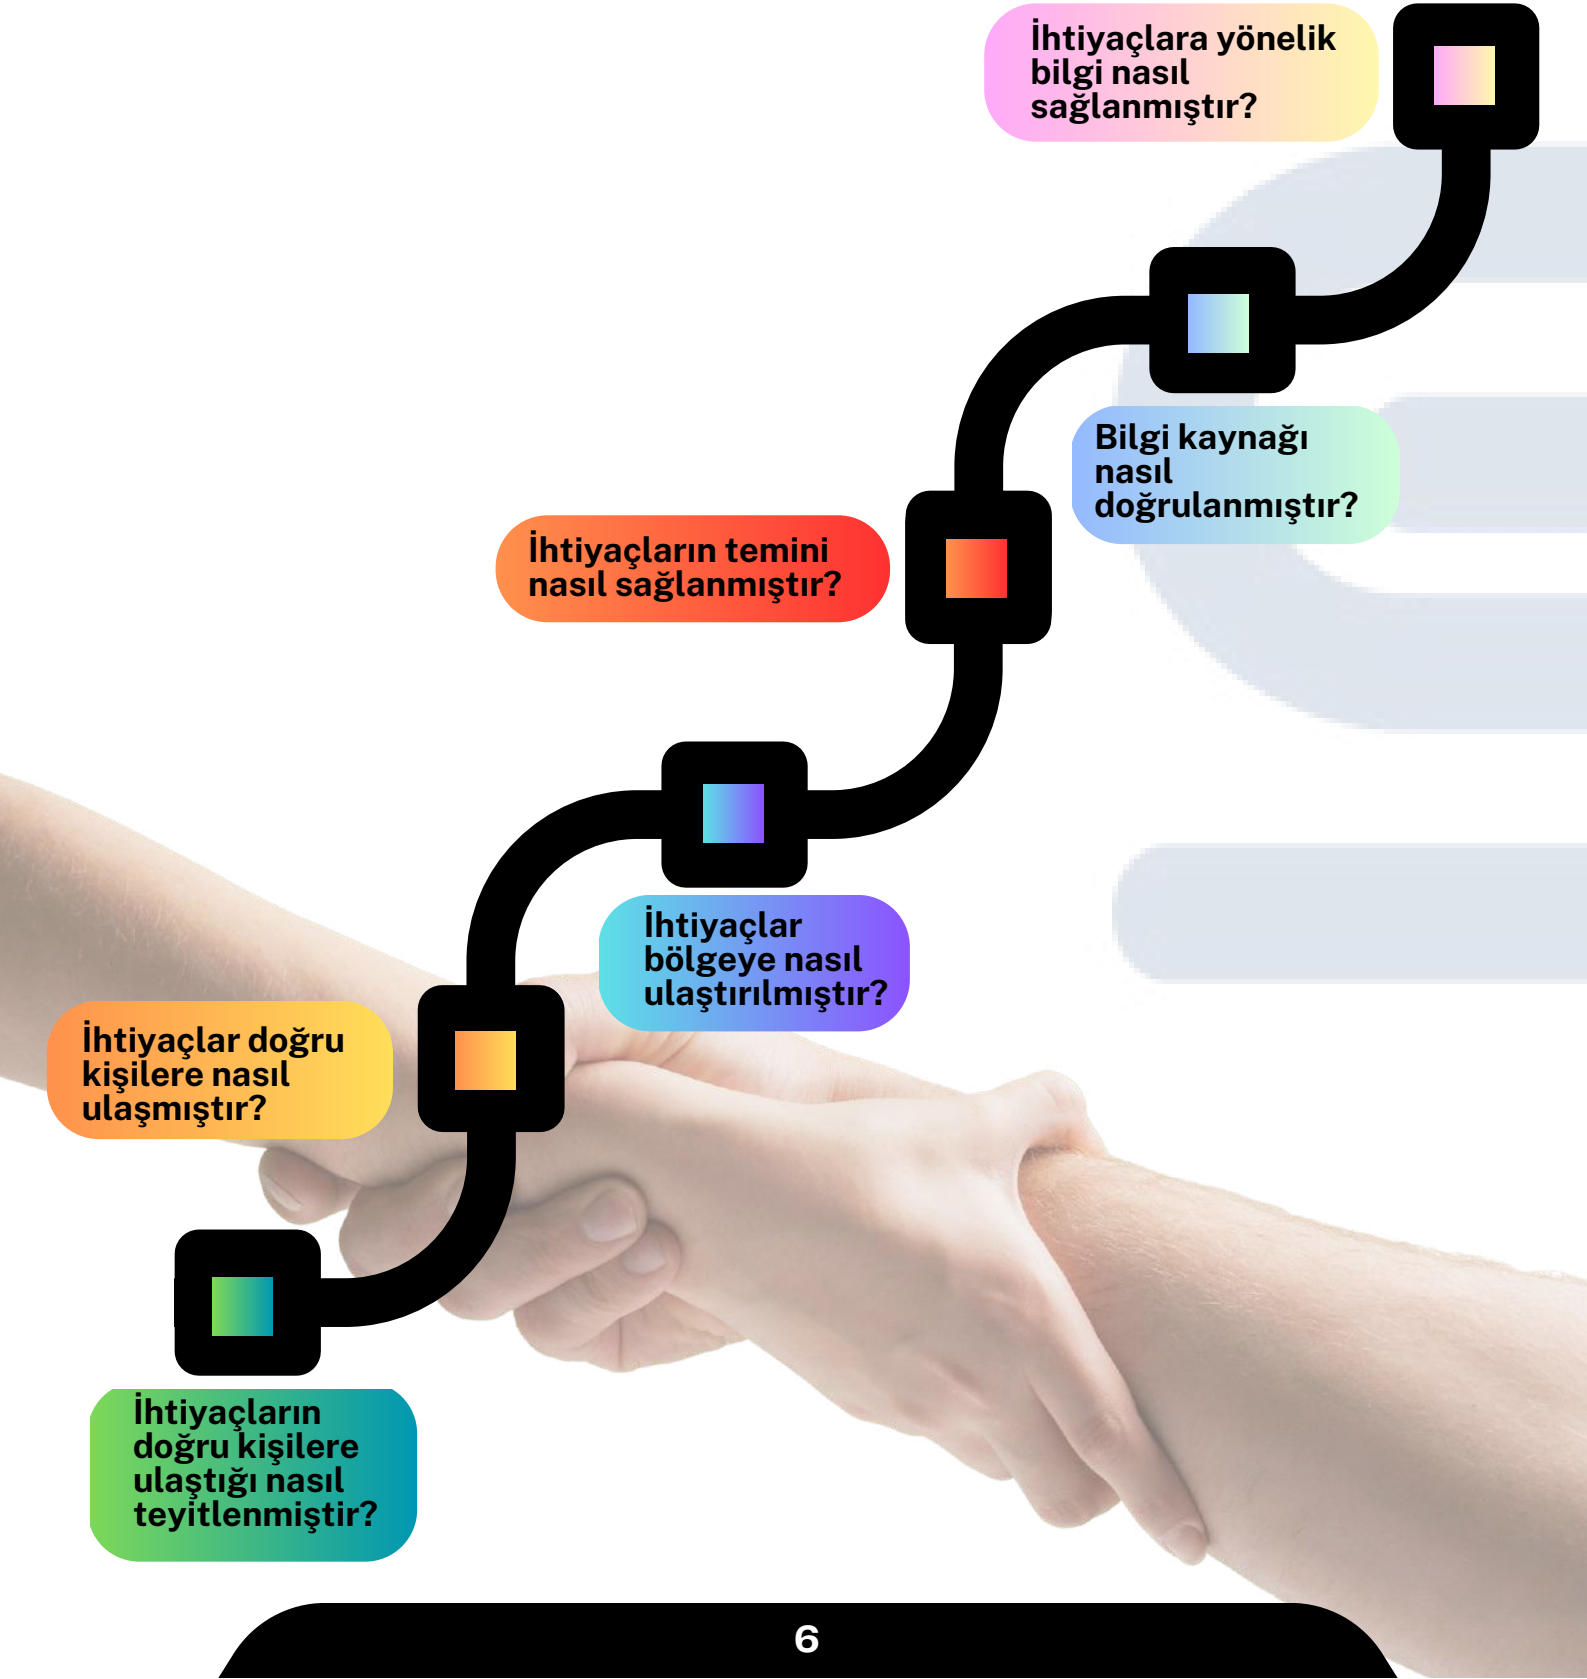 İhtiyaçlara yönelik
bilgi nasıl
sağlanmıştır?
Bilgi kaynağı
nasıl
doğrulanmıştır?
İhtiyaçların temini
nasıl sağlanmıştır?
İhtiyaçlar
bölgeye nasıl
ulaştırılmıştır?
İhtiyaçlar doğru
kişilere nasıl
ulaşmıştır?
İhtiyaçların
doğru kişilere
ulaştığı nasıl
teyitlenmiştir?
6